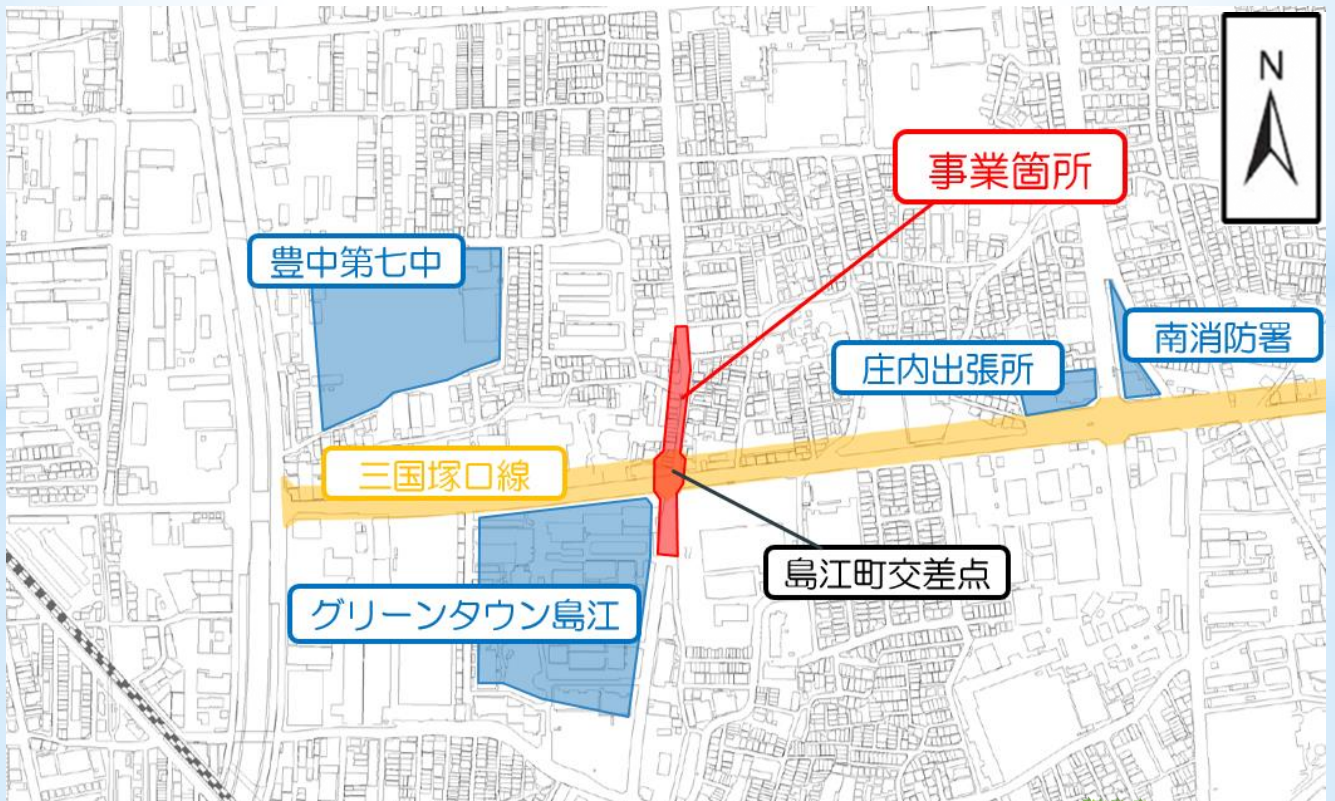 N
事業箇所
豊中第七中
南消防署
庄内出張所
三国塚口線
島江町交差点
グリーンタウン島江